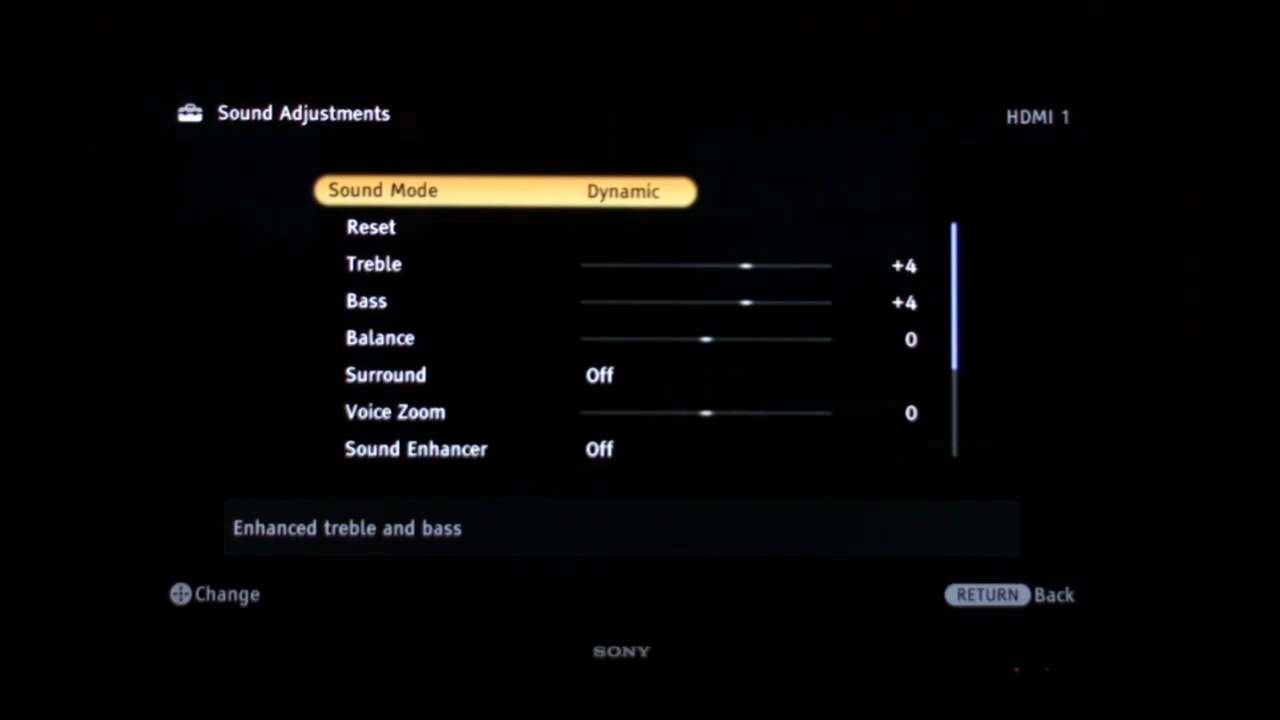 Sound Adjustments
HDMI 1
Sound Mode Dynamic
Reset
Treble +4
Bass +4
Balance 0
Surround Off
Voice Zoom 0
Sound Enhancer Off
Enhanced treble and bass
Change
RETURN Back
SONY